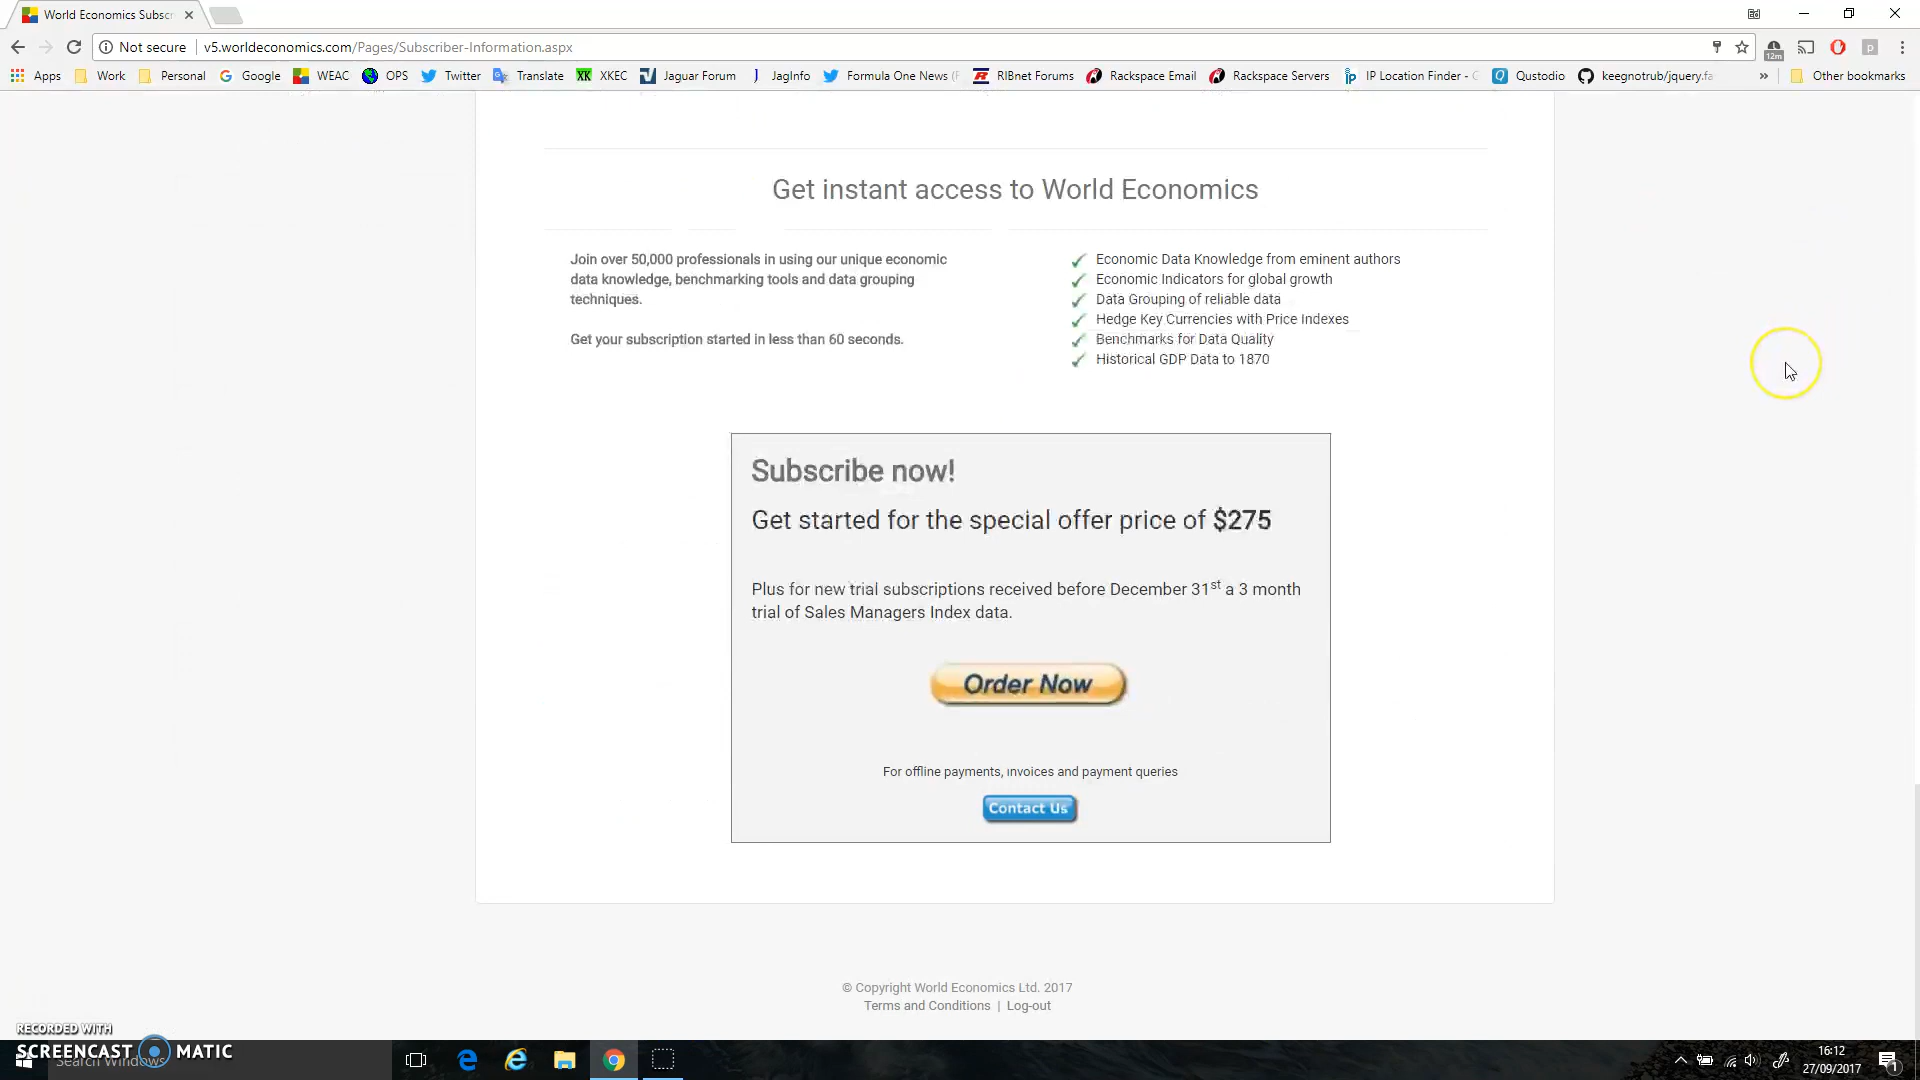 World Economics Subsc
Not secure
v5.worldeconomics.com/Pages/Subscriber-Information.aspx
12m
p
Apps
Work
Personal
Google
WEAC
OPS
Twitter
Translate
XKEC
Jaguar Forum
JagInfo
Formula One News (F
RIBnet Forums
Rackspace Email
Rackspace Servers
IP Location Finder - G
Qustodio
keegnotrub/jquery.fa
»
Other bookmarks
Get instant access to World Economics
Join over 50,000 professionals in using our unique economic
data knowledge, benchmarking tools and data grouping
techniques.
Get your subscription started in less than 60 seconds.
Economic Data Knowledge from eminent authors
Economic Indicators for global growth
Data Grouping of reliable data
Hedge Key Currencies with Price Indexes
Benchmarks for Data Quality
Historical GDP Data to 1870
Subscribe now!
Get started for the special offer price of $275
Plus for new trial subscriptions received before December 31st a 3 month
trial of Sales Managers Index data.
Order Now
For offline payments, invoices and payment queries
Contact Us
© Copyright World Economics Ltd. 2017
Terms and Conditions | Log-out
RECORDED WITH
SCREENCAST MATIC
Search Windows
16:12
27/09/2017
1